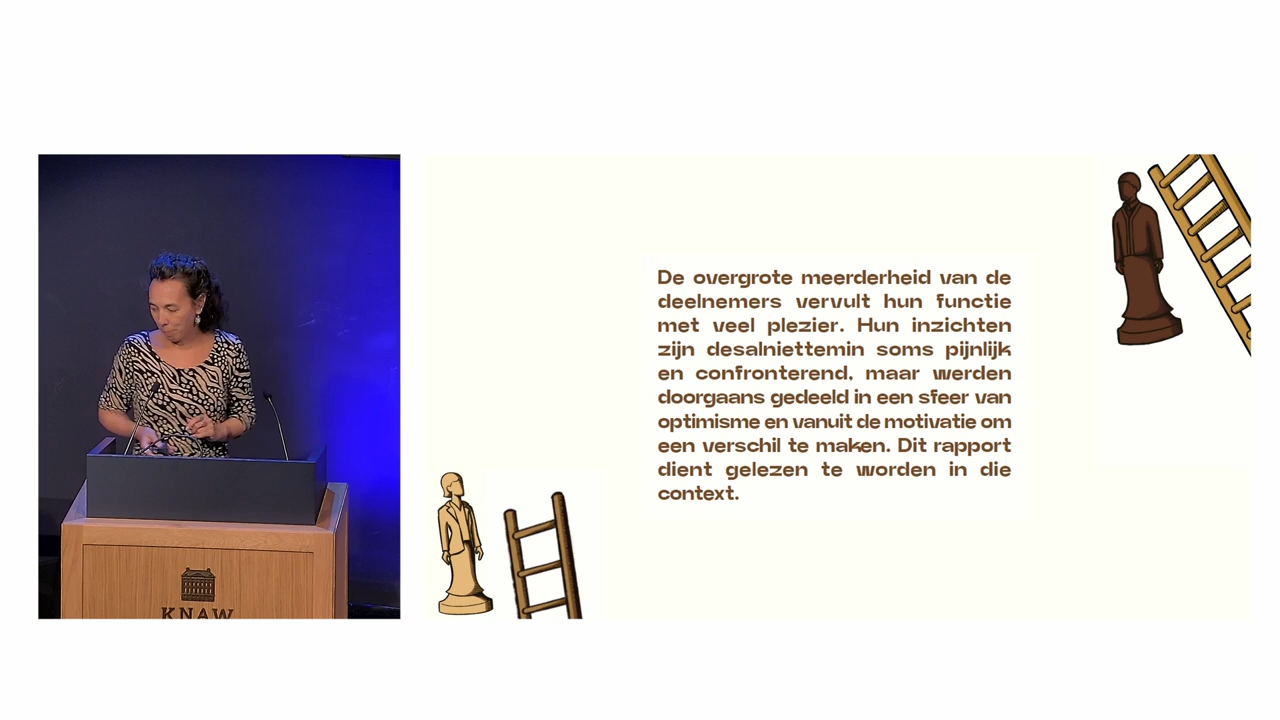 De overgrote meerderheid van de
deelnemers vervult hun functie
met veel plezier. Hun inzichten
zijn desalniettemin soms pijnlijk
en confronterend, maar werden
doorgaans gedeeld in een sfeer van
optimisme en vanuit de motivatie om
een verschil te maken. Dit rapport
dient gelezen te worden in die
context.
KNAW